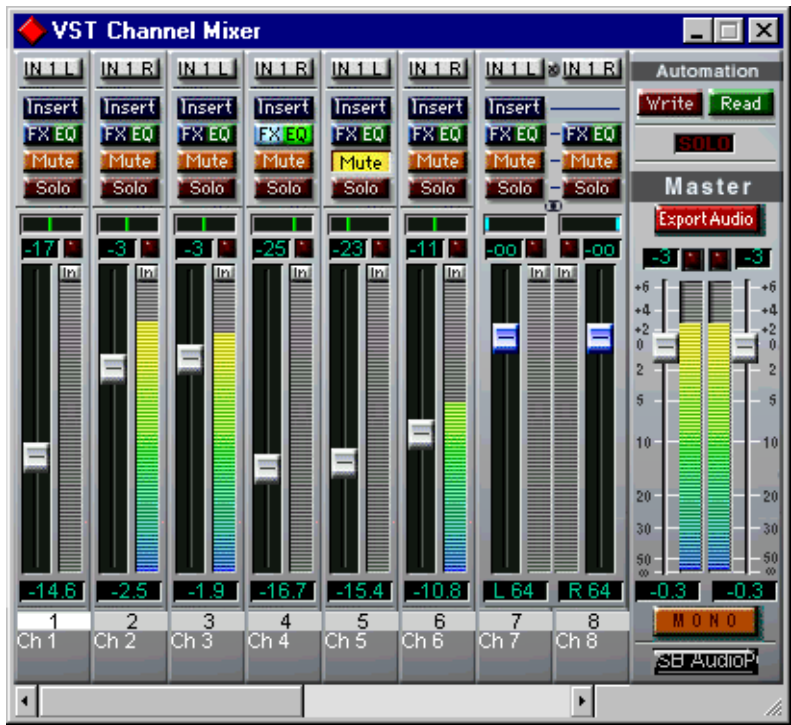 VST Channel Mixer
IN 1 L IN 1 R IN 1 L IN 1 R IN 1 L IN 1 R IN 1 L IN 1 R Automation
Insert Insert Insert Insert Insert Insert Insert Write Read
FX EQ FX EQ FX EQ FX EQ FX EQ FX EQ FX EQ FX EQ SOLO
Mute Mute Mute Mute Mute Mute Mute Mute
Solo Solo Solo Solo Solo Solo Solo Solo Master
Export Audio
-17 -3 -3 -25 -23 -11 -oo -oo -3 -3
In In In In In In In In
+6 +6
+4 +4
+2 +2
0 0
2 2
5 5
10 10
20 20
30 30
50 50
∞ ∞
-14.6 -2.5 -1.9 -16.7 -15.4 -10.8 L 64 R 64 -0.3 -0.3
1 2 3 4 5 6 7 8 MONO
Ch 1 Ch 2 Ch 3 Ch 4 Ch 5 Ch 6 Ch 7 Ch 8
SB AudioP